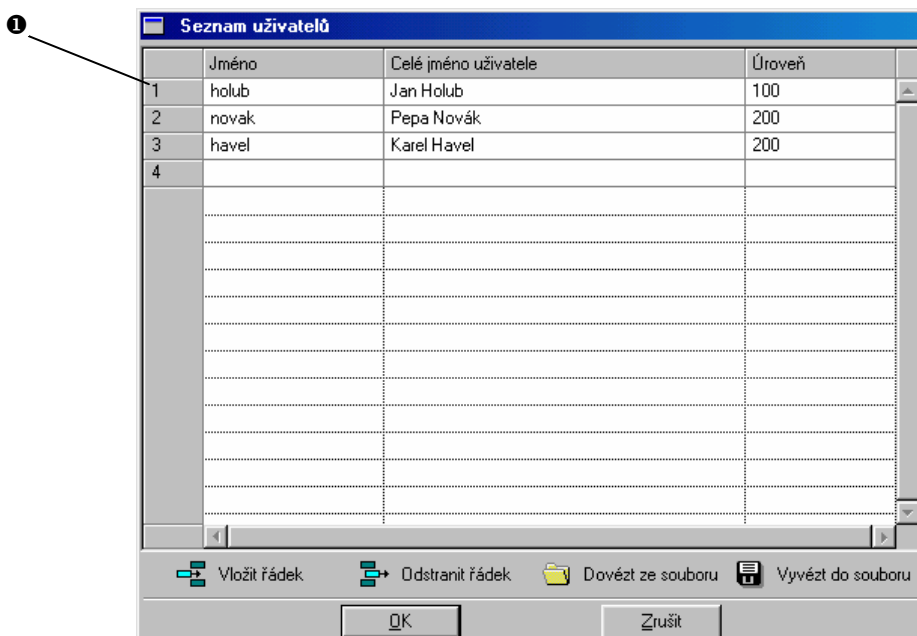 ❶
Seznam uživatelů
Jméno Celé jméno uživatele Úroveň
1 holub Jan Holub 100
2 novak Pepa Novák 200
3 havel Karel Havel 200
4
Vložit řádek Odstranit řádek Dovézt ze souboru Vyvézt do souboru
OK Zrušit